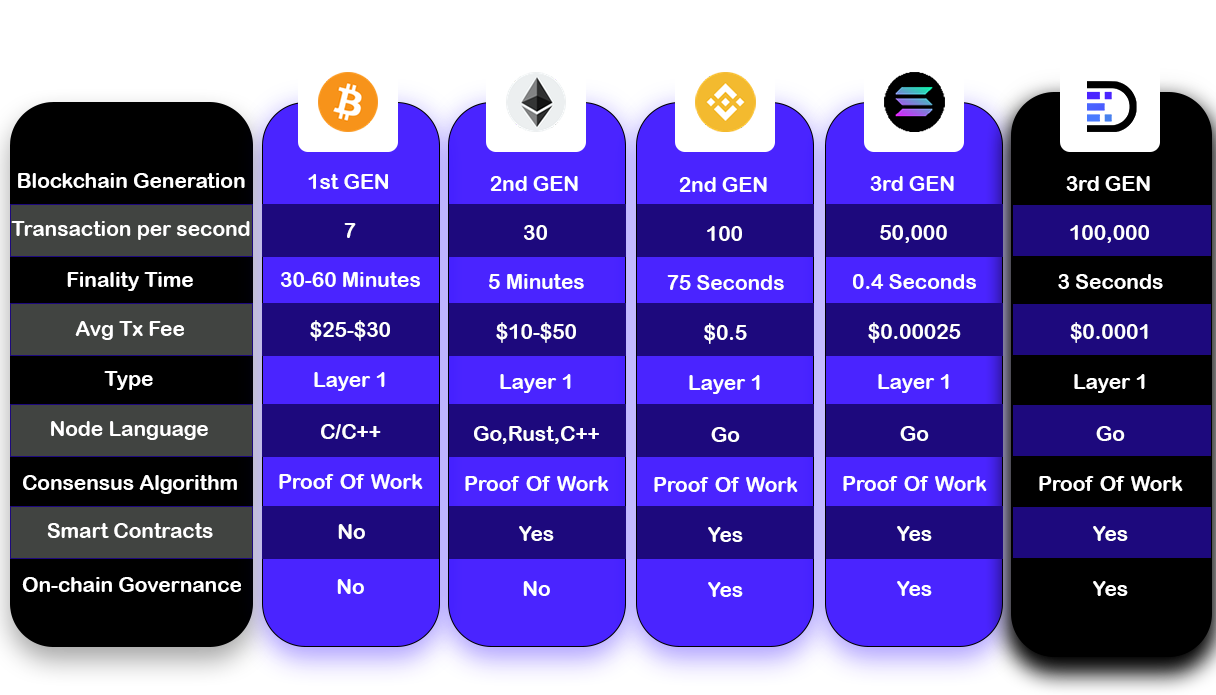 Blockchain Generation 1st GEN 2nd GEN 2nd GEN 3rd GEN 3rd GEN
Transaction per second 7 30 100 50,000 100,000
Finality Time 30-60 Minutes 5 Minutes 75 Seconds 0.4 Seconds 3 Seconds
Avg Tx Fee $25-$30 $10-$50 $0.5 $0.00025 $0.0001
Type Layer 1 Layer 1 Layer 1 Layer 1 Layer 1
Node Language C/C++ Go,Rust,C++ Go Go Go
Consensus Algorithm Proof Of Work Proof Of Work Proof Of Work Proof Of Work Proof Of Work
Smart Contracts No Yes Yes Yes Yes
On-chain Governance No No Yes Yes Yes